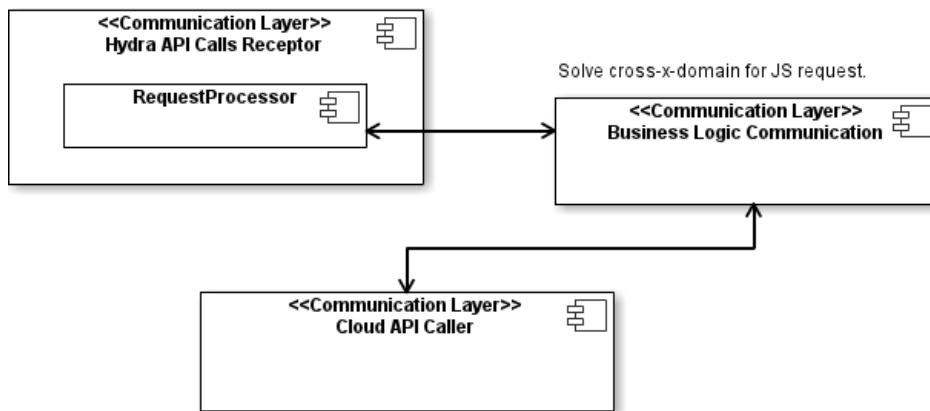 <<Communication Layer>>
Hydra API Calls Receptor
RequestProcessor
Solve cross-x-domain for JS request.
<<Communication Layer>>
Business Logic Communication
<<Communication Layer>>
Cloud API Caller